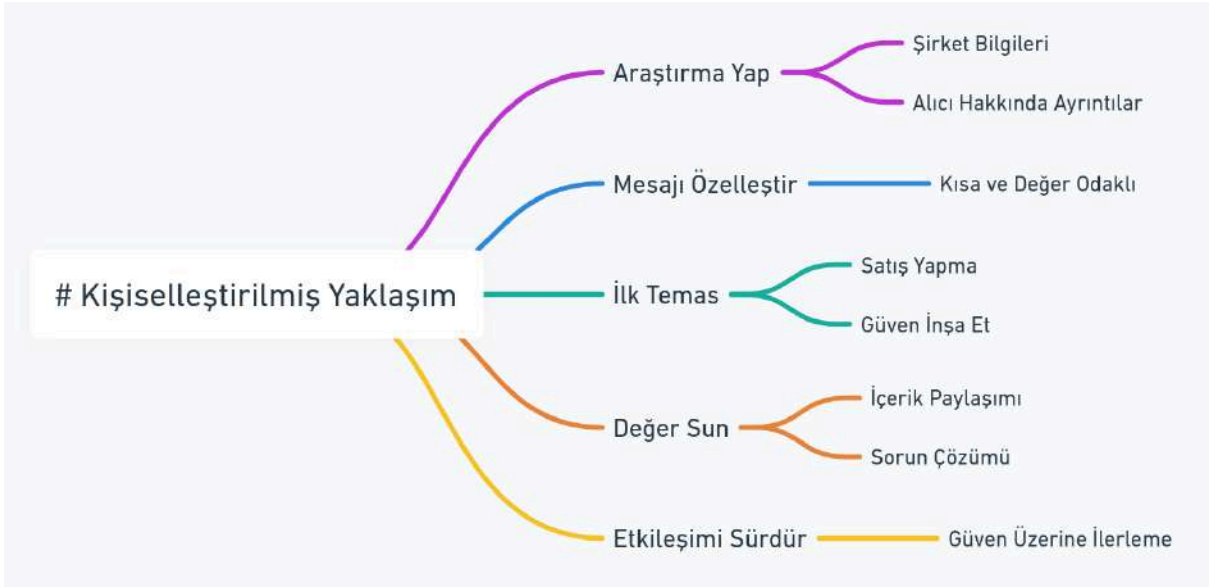 # Kişiselleştirilmiş Yaklaşım
Araştırma Yap
Şirket Bilgileri
Alıcı Hakkında Ayrıntılar
Mesajı Özelleştir
Kısa ve Değer Odaklı
İlk Temas
Satış Yapma
Güven İnşa Et
Değer Sun
İçerik Paylaşımı
Sorun Çözümü
Etkileşimi Sürdür
Güven Üzerine İlerleme